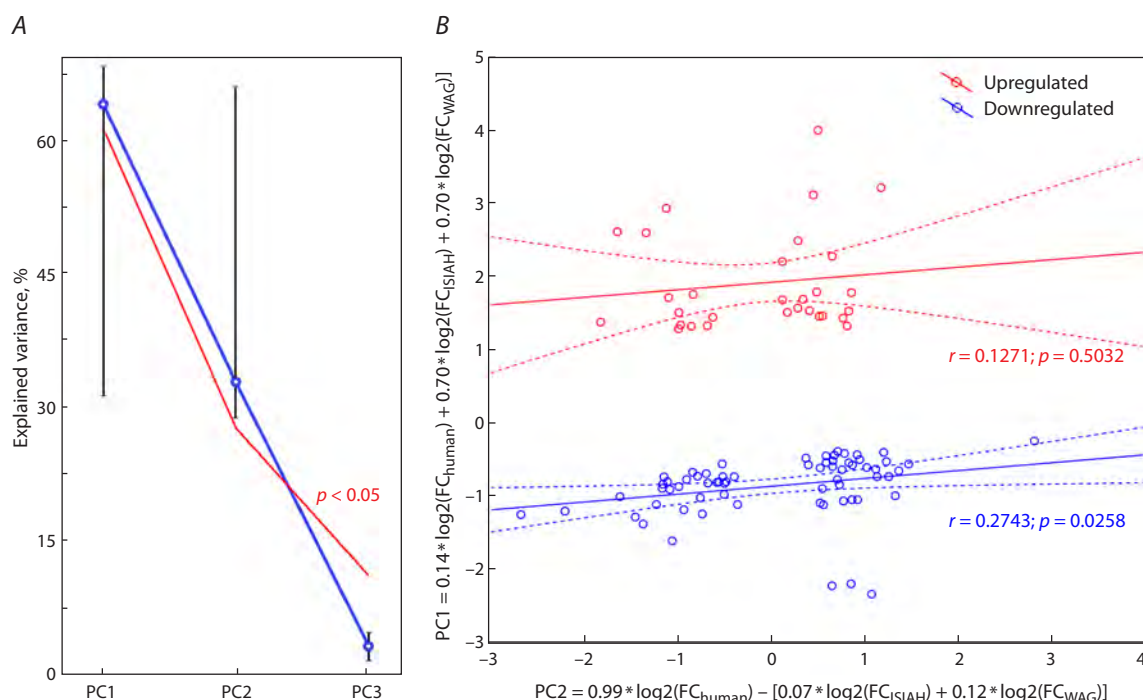 A
Explained variance, %
60
45
30
15
0
PC1 PC2 PC3
p < 0.05
B
PC1 = 0.14*log2(FChuman) + 0.70*log2(FCISIAH) + 0.70*log2(FCWAG)]
5
4
3
2
1
0
−1
−2
−3
Upregulated
Downregulated
r = 0.1271; p = 0.5032
r = 0.2743; p = 0.0258
−3 −2 −1 0 1 2 3 4
PC2 = 0.99*log2(FChuman) – [0.07*log2(FCISIAH) + 0.12*log2(FCWAG)]